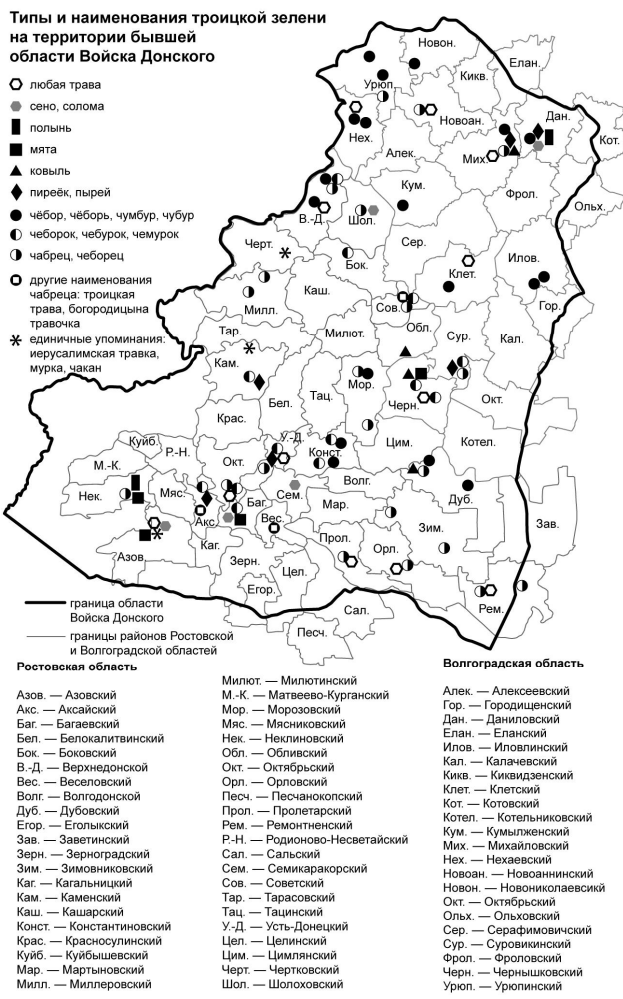 Типы и наименования троицкой зелени
на территории бывшей
области Войска Донского
любая трава
сено, солома
полынь
мята
ковыль
пиреёк, пырей
чёбор, чёборь, чумбур, чубур
чеборок, чебурок, чемурок
чабрец, чеборец
другие наименования
чабреца: троицкая
трава, богородицына
травочка
единичные упоминания:
иерусалимская травка,
мурка, чакан
Новон.
Елан.
Кикв.
Урюп.
Новоан.
Дан.
Кот.
Нех.
Алек.
Мих.
Кум.
Фрол.
Ольх.
В.-Д.
Шол.
Сер.
Черт.
Бок.
Клет.
Илов.
Каш.
Милл.
Сов.
Гор.
Обл.
Тар.
Милют.
Сур.
Кал.
Кам.
Мор.
Бел.
Тац.
Черн.
Окт.
Крас.
Куйб.
Р.-Н.
У.-Д.
Цим.
Котел.
М.-К.
Окт.
Конст.
Нек.
Мяс.
Сем.
Волг.
Дуб.
Баг.
Мар.
Акс.
Вес.
Зим.
Зав.
Азов.
Каг.
Прол.
Орл.
Зерн.
Цел.
Егор.
Рем.
Сал.
Песч.
граница области
Войска Донского
границы районов Ростовской
и Волгоградской областей
Ростовская область
Азов. — Азовский
Акс. — Аксайский
Баг. — Багаевский
Бел. — Белокалитвинский
Бок. — Боковский
В.-Д. — Верхнедонской
Вес. — Веселовский
Волг. — Волгодонской
Дуб. — Дубовский
Егор. — Еголыкский
Зав. — Заветинский
Зерн. — Зерноградский
Зим. — Зимовниковский
Каг. — Кагальницкий
Кам. — Каменский
Каш. — Кашарский
Конст. — Константиновский
Крас. — Красносулинский
Куйб. — Куйбышевский
Мар. — Мартыновский
Милл. — Миллеровский
Милют. — Милютинский
М.-К. — Матвеево-Курганский
Мор. — Морозовский
Мяс. — Мясниковский
Нек. — Неклиновский
Обл. — Обливский
Окт. — Октябрьский
Орл. — Орловский
Песч. — Песчанокопский
Прол. — Пролетарский
Рем. — Ремонтненский
Р.-Н. — Родионово-Несветайский
Сал. — Сальский
Сем. — Семикаракорский
Сов. — Советский
Тар. — Тарасовский
Тац. — Тацинский
У.-Д. — Усть-Донецкий
Цел. — Целинский
Цим. — Цимлянский
Черт. — Чертковский
Шол. — Шолоховский
Волгоградская область
Алек. — Алексеевский
Гор. — Городищенский
Дан. — Даниловский
Елан. — Еланский
Илов. — Иловлинский
Кал. — Калачевский
Кикв. — Киквидзенский
Клет. — Клетский
Кот. — Котовский
Котел. — Котельниковский
Кум. — Кумылженский
Мих. — Михайловский
Нех. — Нехаевский
Новоан. — Новоаннинский
Новон. — Новониколаевсикй
Окт. — Октябрьский
Ольх. — Ольховский
Сер. — Серафимовичский
Сур. — Суровикинский
Фрол. — Фроловский
Черн. — Чернышковский
Урюп. — Урюпинский